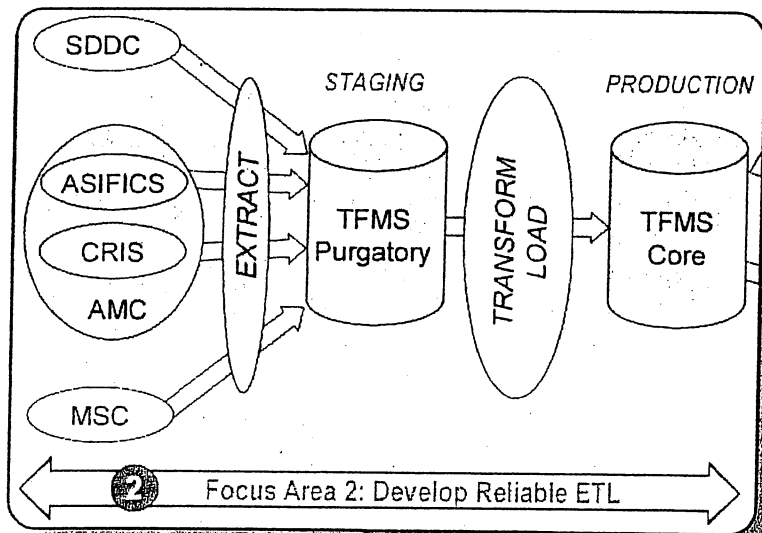 SDDC
STAGING
PRODUCTION
ASIFICS
CRIS
AMC
MSC
EXTRACT
TFMS
Purgatory
TRANSFORM
LOAD
TFMS
Core
2
Focus Area 2: Develop Reliable ETL